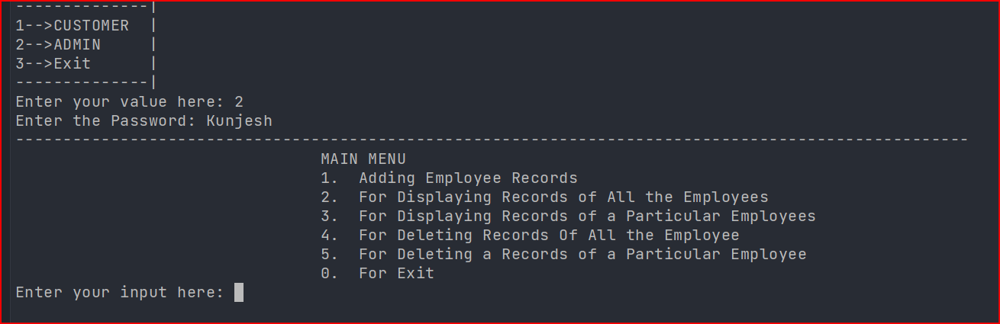 --------------|
1-->CUSTOMER  |
2-->ADMIN     |
3-->Exit      |
--------------|
Enter your value here: 2
Enter the Password: Kunjesh
----------------------------------------------------------------------------------------------------
MAIN MENU
1.  Adding Employee Records
2.  For Displaying Records of All the Employees
3.  For Displaying Records of a Particular Employees
4.  For Deleting Records Of All the Employee
5.  For Deleting a Records of a Particular Employee
0.  For Exit
Enter your input here: